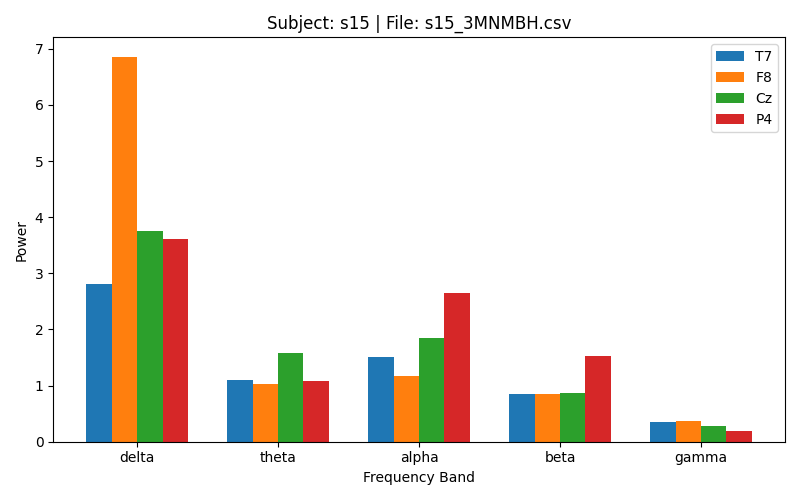 Subject: s15 | File: s15_3MNMBH.csv
T7
F8
Cz
P4
7
6
5
4
3
2
1
0
Power
delta theta alpha beta gamma
Frequency Band